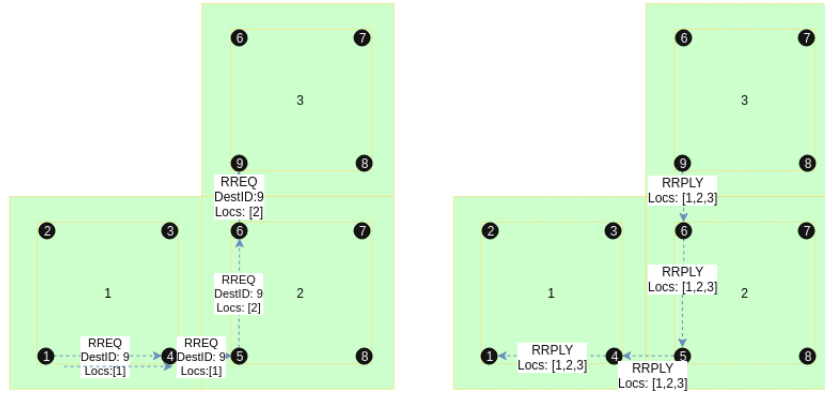 6
7
3
9
8
RREQ
DestID:9
Locs: [2]
2
3
6
7
1
RREQ
DestID: 9
Locs: [2]
2
RREQ
DestID: 9
Locs:[1]
RREQ
DestID: 9
Locs:[1]
1
4
5
8
6
7
3
9
8
RRPLY
Locs: [1,2,3]
2
3
6
7
1
RRPLY
Locs: [1,2,3]
2
RRPLY
Locs: [1,2,3]
1
4
5
8
RRPLY
Locs: [1,2,3]